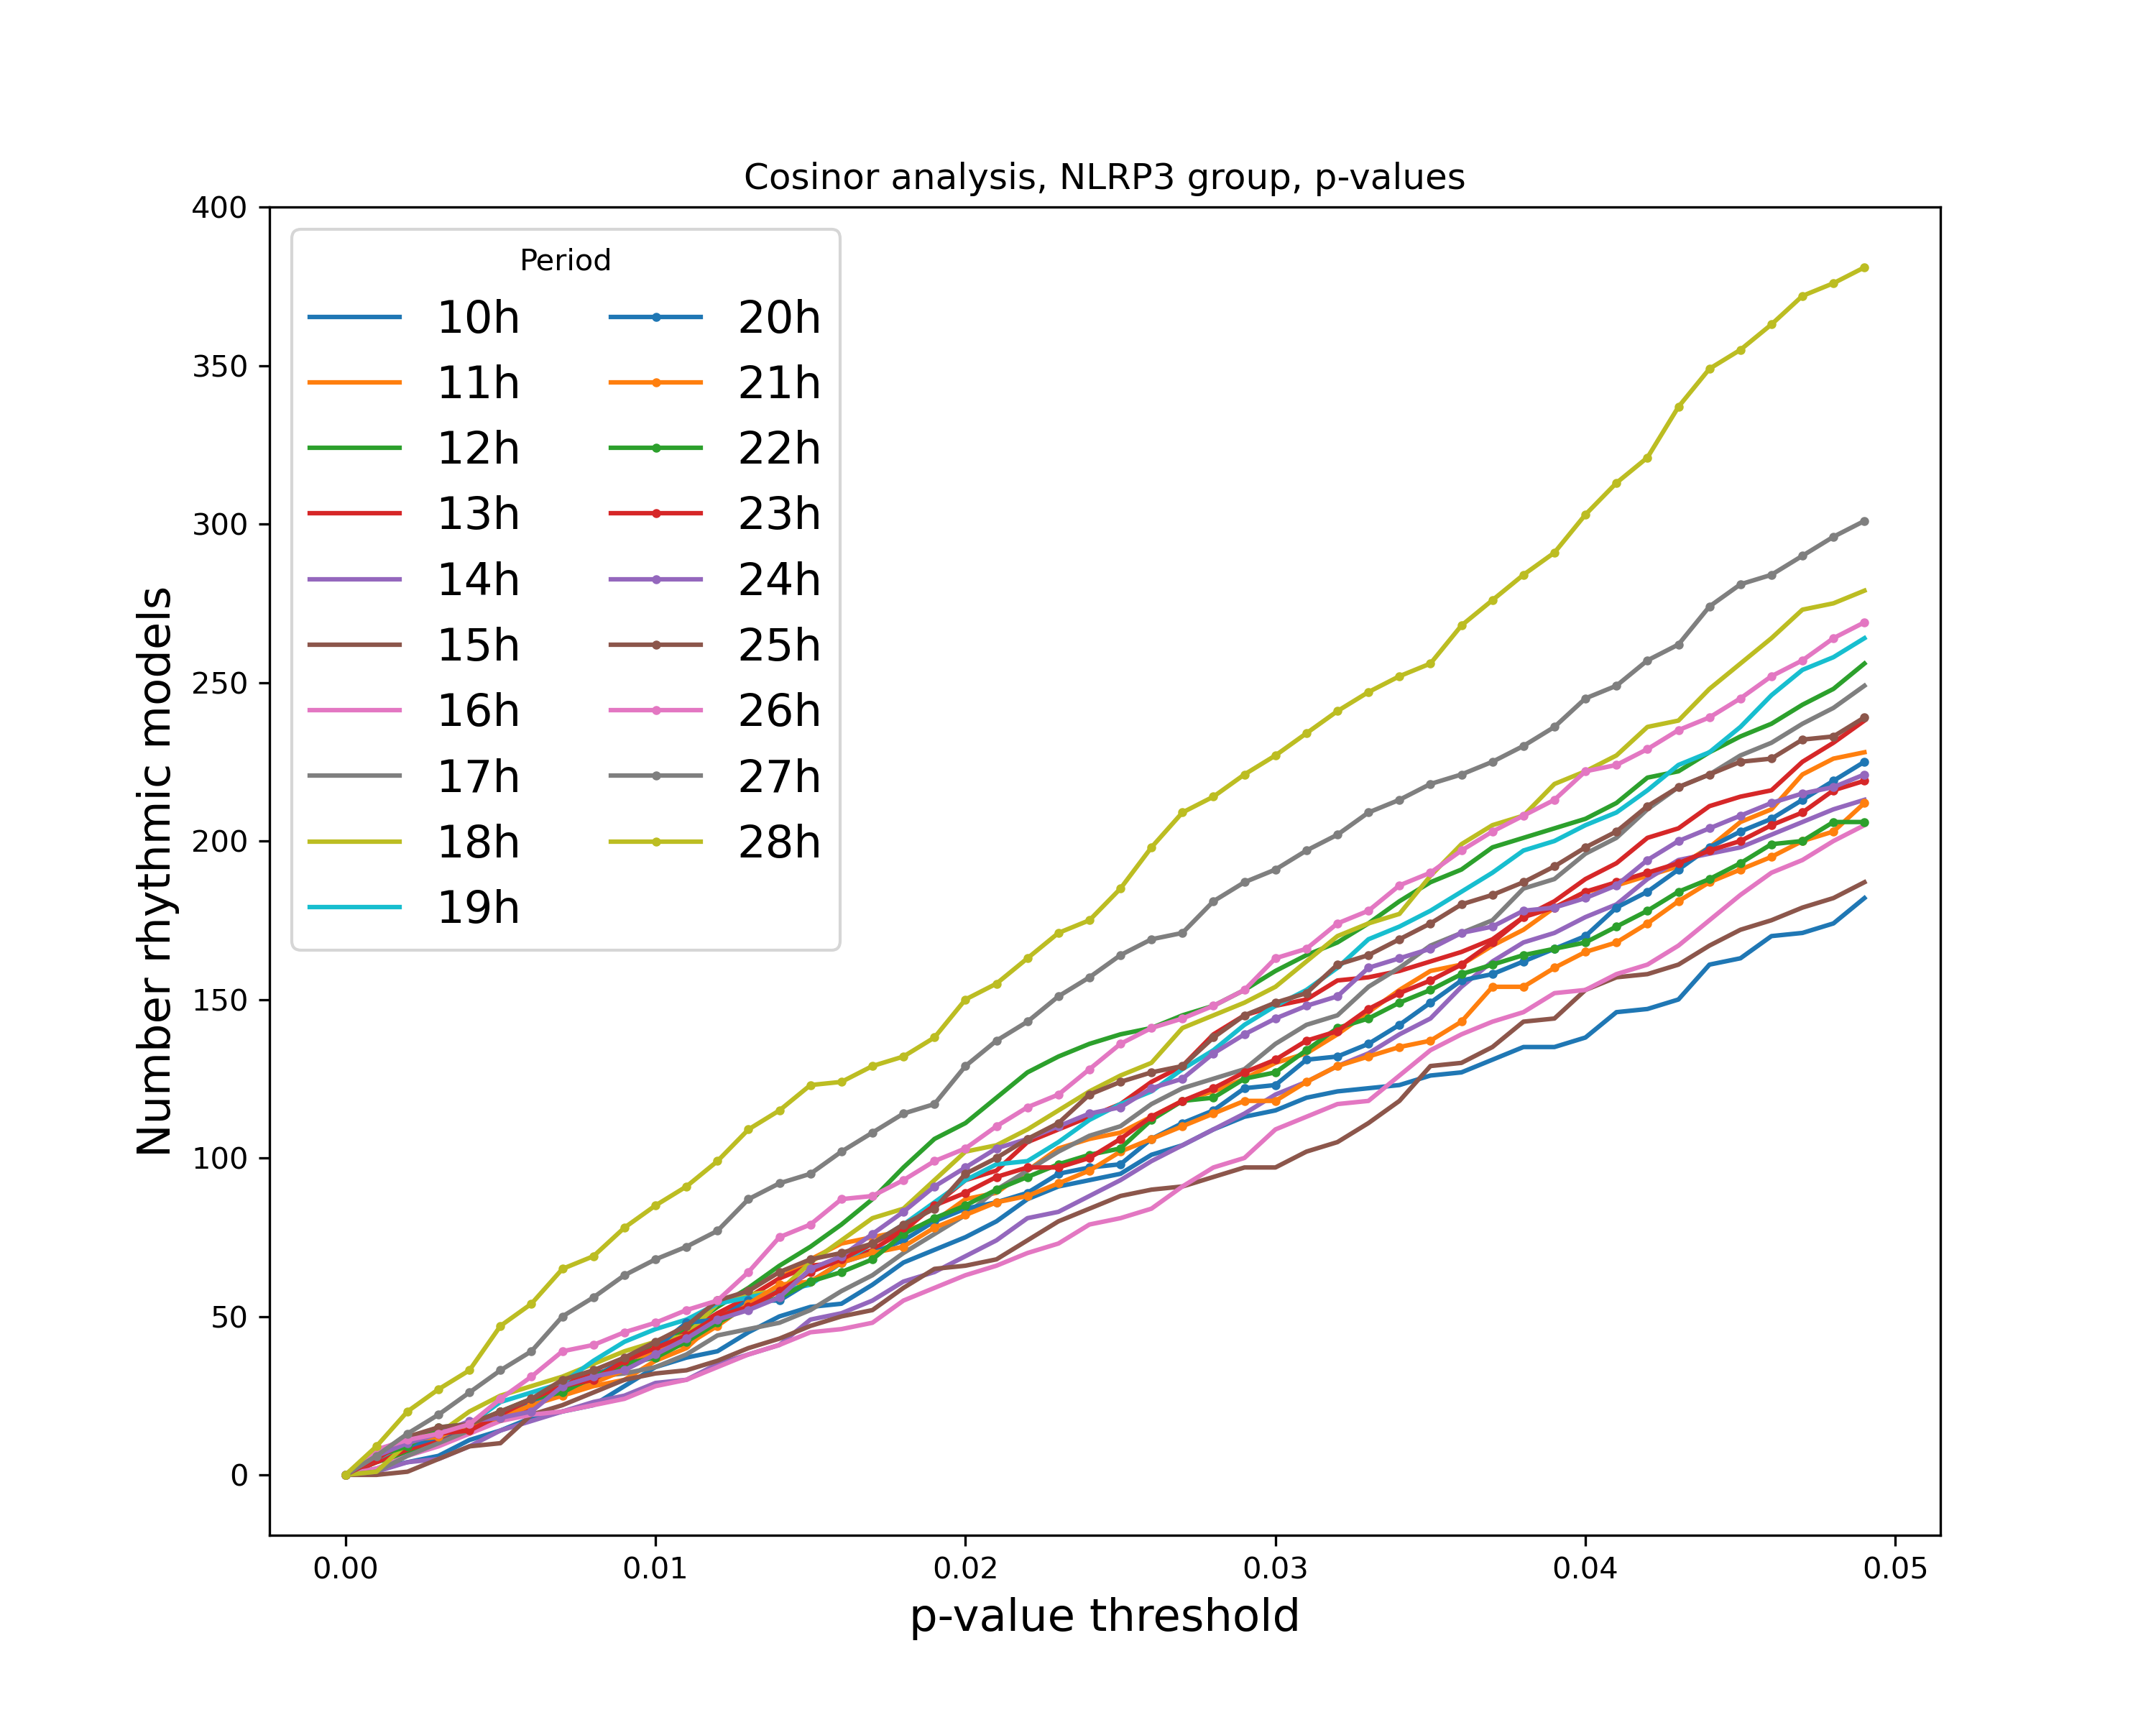 Cosinor analysis, NLRP3 group, p-values
400
350
300
250
200
150
100
50
0
Number rhythmic models
Period
10h 20h
11h 21h
12h 22h
13h 23h
14h 24h
15h 25h
16h 26h
17h 27h
18h 28h
19h
0.00 0.01 0.02 0.03 0.04 0.05
p-value threshold